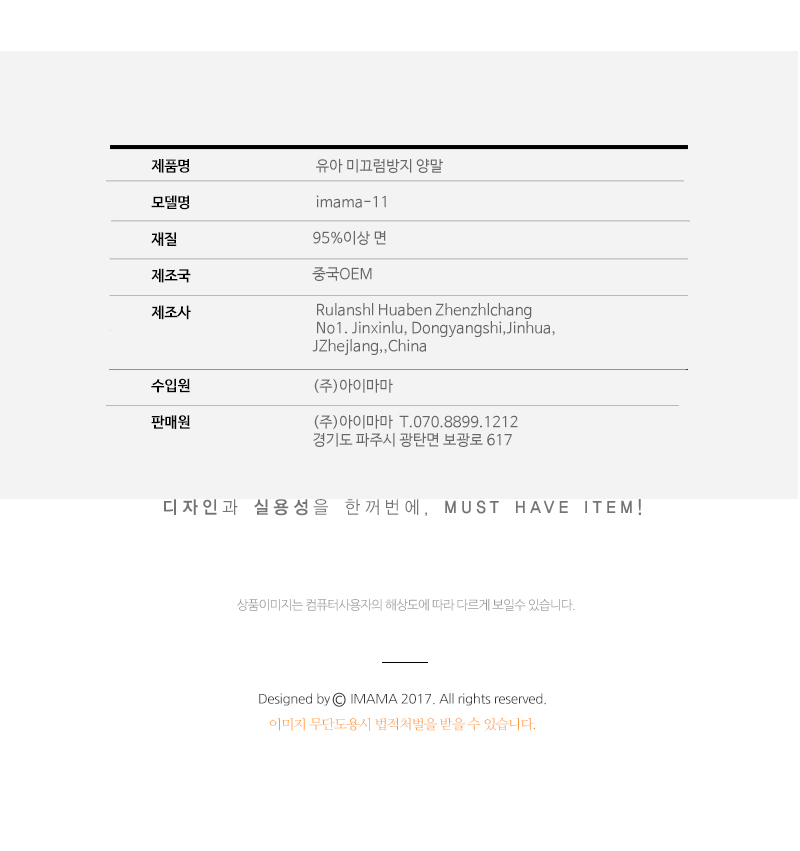 제품명 유아 미끄럼방지 양말
모델명 imama-11
재질 95%이상 면
제조국 중국OEM
제조사 Rulanshl Huaben Zhenzhlchang
No1. Jinxinlu, Dongyangshi,Jinhua,
JZhejlang,,China
수입원 (주)아이마마
판매원 (주)아이마마 T.070.8899.1212
경기도 파주시 광탄면 보광로 617
디자인과 실용성을 한꺼번에, MUST HAVE ITEM!
상품이미지는 컴퓨터사용자의 해상도에 따라 다르게 보일수 있습니다.
Designed by © IMAMA 2017. All rights reserved.
이미지 무단도용시 법적처벌을 받을 수 있습니다.